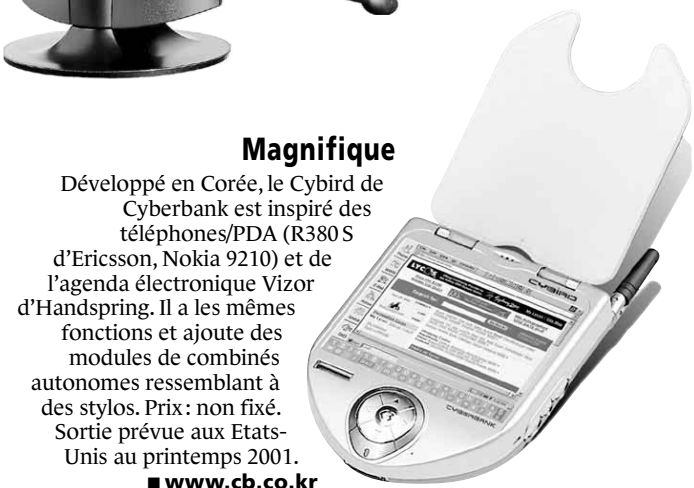 Magnifique
Développé en Corée, le Cybird de
Cyberbank est inspiré des
téléphones/PDA (R380 S
d'Ericsson, Nokia 9210) et de
l'agenda électronique Vizor
d'Handspring. Il a les mêmes
fonctions et ajoute des
modules de combinés
autonomes ressemblant à
des stylos. Prix : non fixé.
Sortie prévue aux Etats-
Unis au printemps 2001.
■ www.cb.co.kr
CYBIRD
LYCOS
CYBERBANK